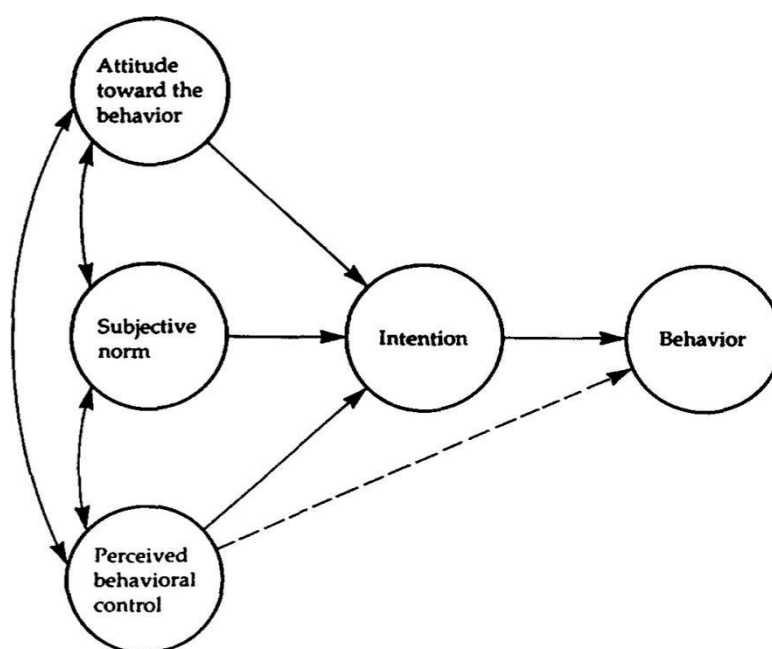 Attitude
toward the
behavior
Subjective
norm
Intention
Behavior
Perceived
behavioral
control